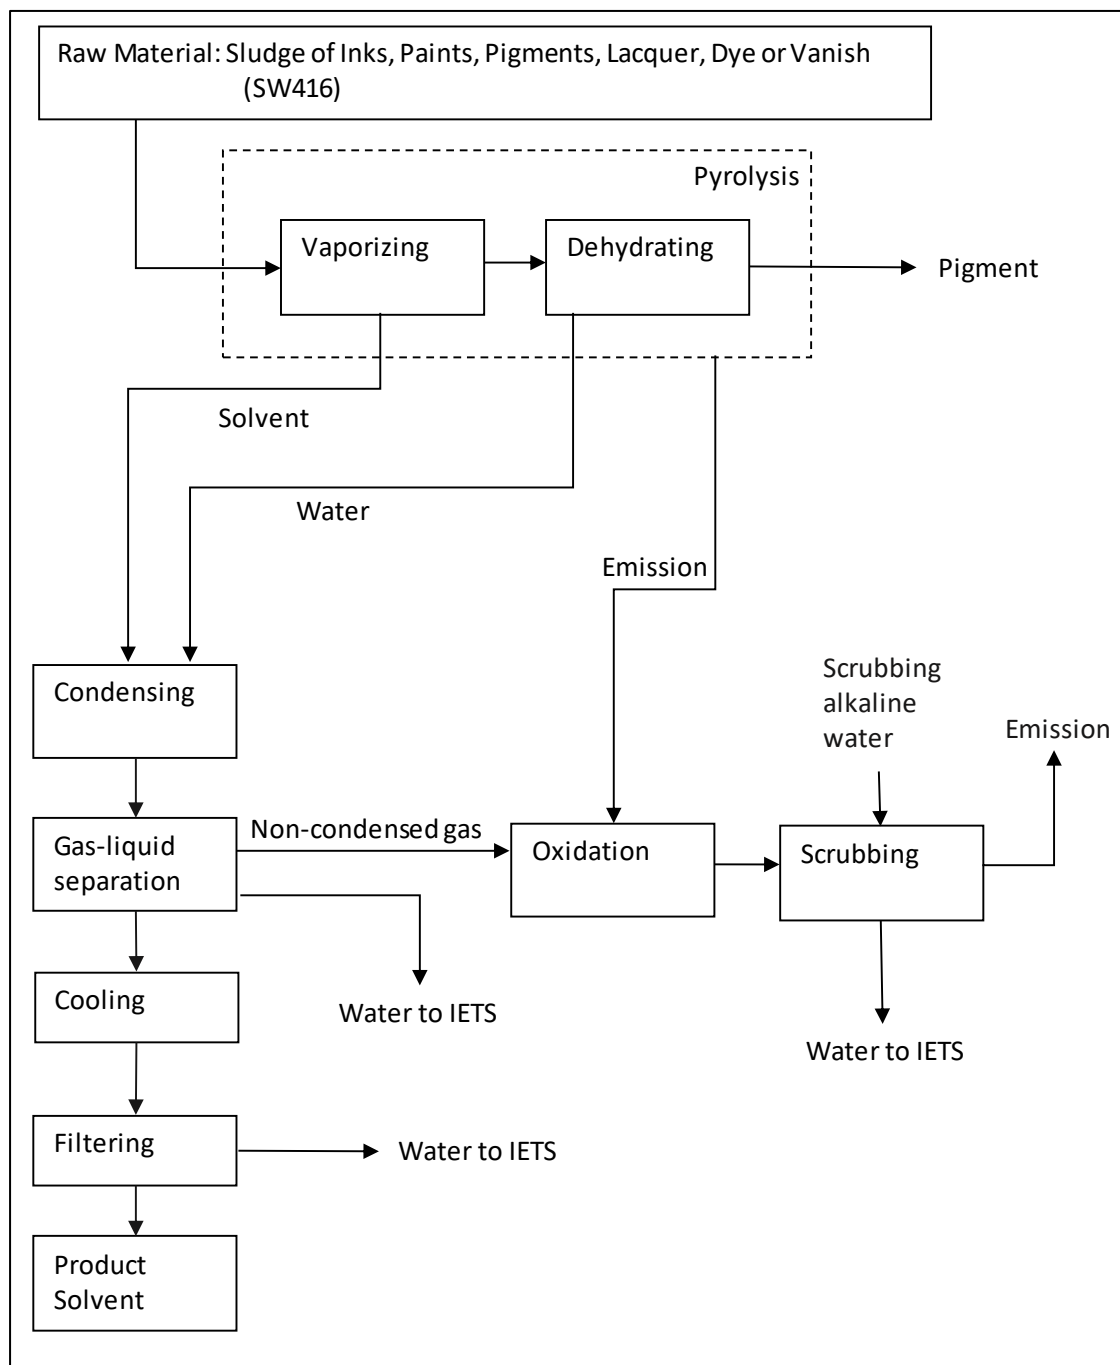 Raw Material: Sludge of Inks, Paints, Pigments, Lacquer, Dye or Vanish
(SW416)
Pyrolysis
Vaporizing
Dehydrating
Pigment
Solvent
Water
Emission
Condensing
Scrubbing
alkaline
water
Emission
Gas-liquid
separation
Non-condensed gas
Oxidation
Scrubbing
Cooling
Water to IETS
Water to IETS
Filtering
Water to IETS
Product
Solvent